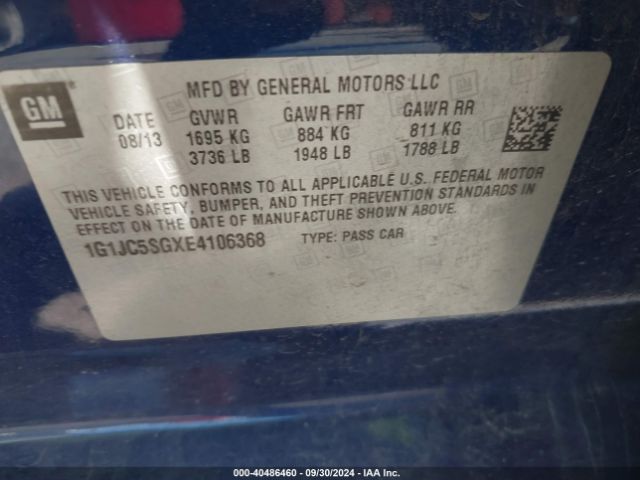 MFD BY GENERAL MOTORS LLC
GM
DATE GVWR GAWR FRT GAWR RR
08/13 1695 KG 884 KG 811 KG
3736 LB 1948 LB 1788 LB
THIS VEHICLE CONFORMS TO ALL APPLICABLE U.S. FEDERAL MOTOR
VEHICLE SAFETY, BUMPER, AND THEFT PREVENTION STANDARDS IN
EFFECT ON THE DATE OF MANUFACTURE SHOWN ABOVE.
1G1JC5SGXE4106368 TYPE: PASS CAR
000-40486460 - 09/30/2024 - IAA Inc.